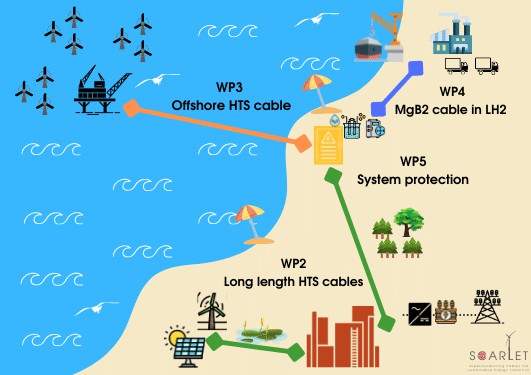 WP3
Offshore HTS cable
WP4
MgB2 cable in LH2
WP5
System protection
WP2
Long length HTS cables
SCARLET